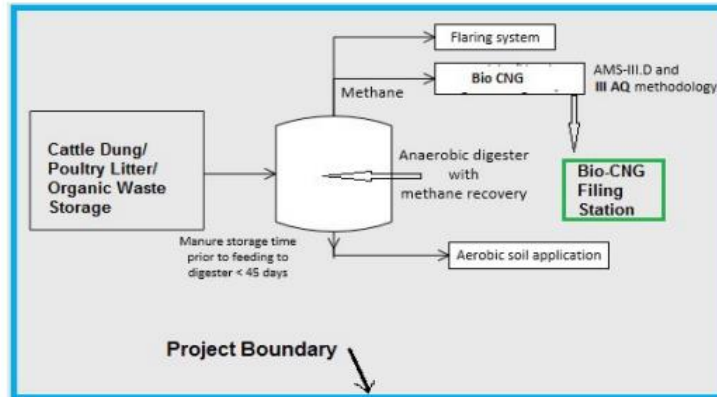 Flaring system
Bio CNG
AMS-III.D and
III AQ methodology
Methane
Cattle Dung/
Poultry Litter/
Organic Waste
Storage
Anaerobic digester
with
methane recovery
Bio-CNG
Filing
Station
Manure storage time
prior to feeding to
digester < 45 days
Aerobic soil application
Project Boundary